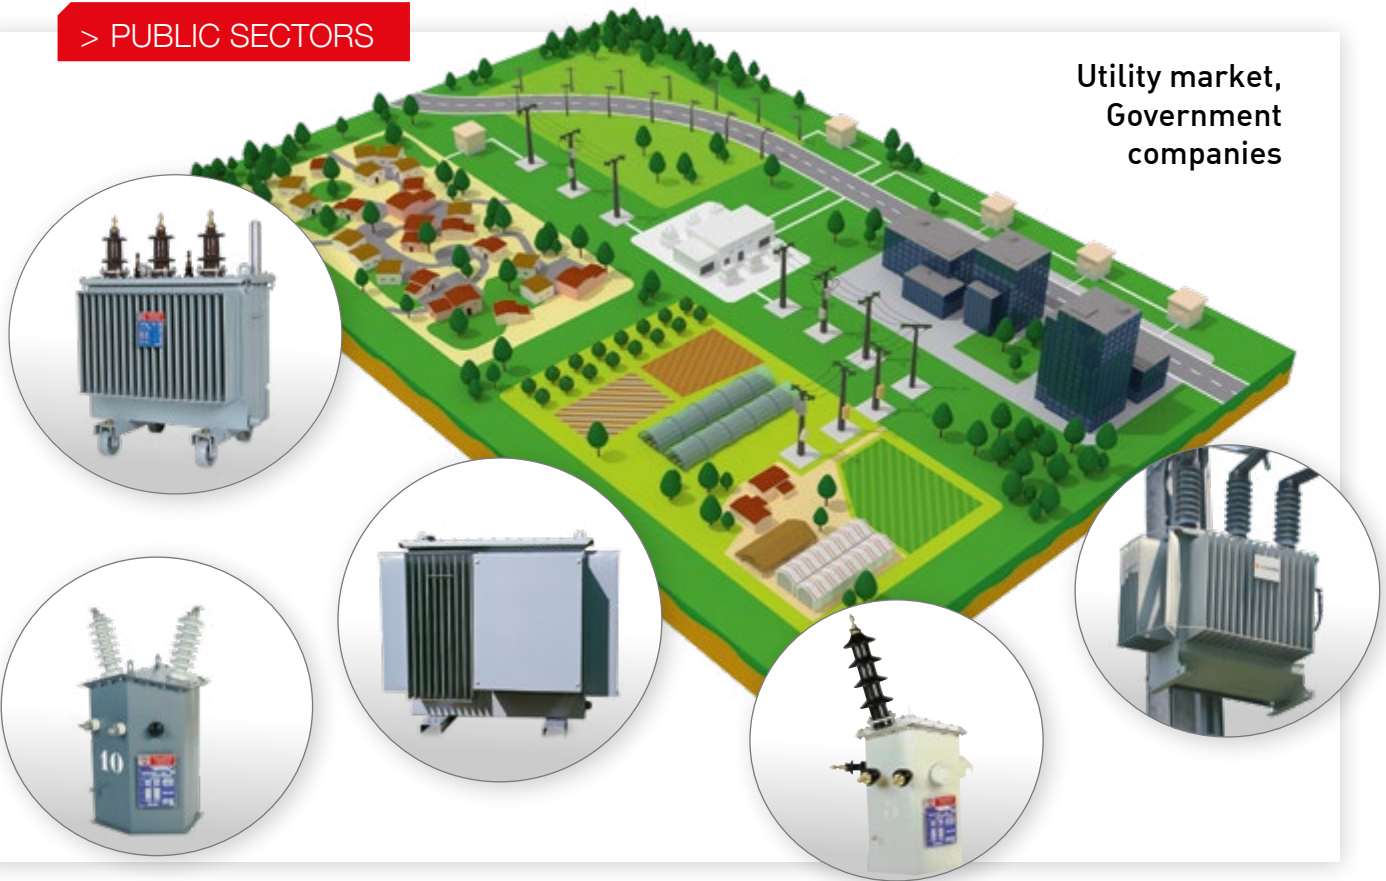 > PUBLIC SECTORS
Utility market,
Government
companies
10